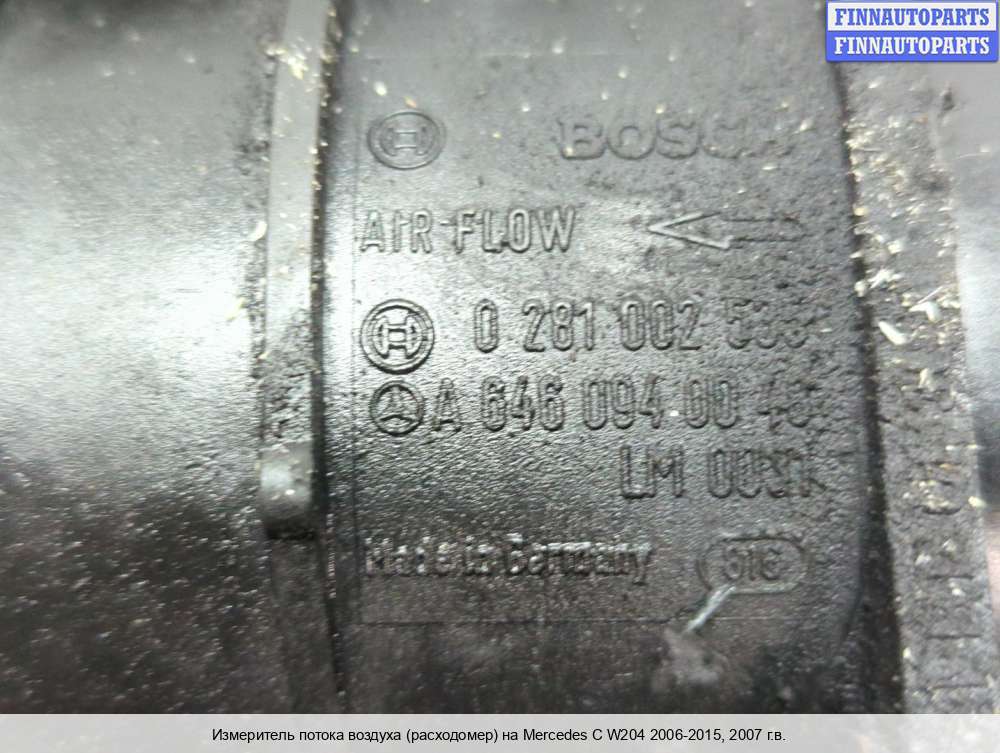 FINNAUTOPARTS
FINNAUTOPARTS
BOSCH
AIR FLOW
0 281 002
A 646 094 00 48
LM
Made in Germany
Измеритель потока воздуха (расходомер) на Mercedes C W204 2006-2015, 2007 г.в.